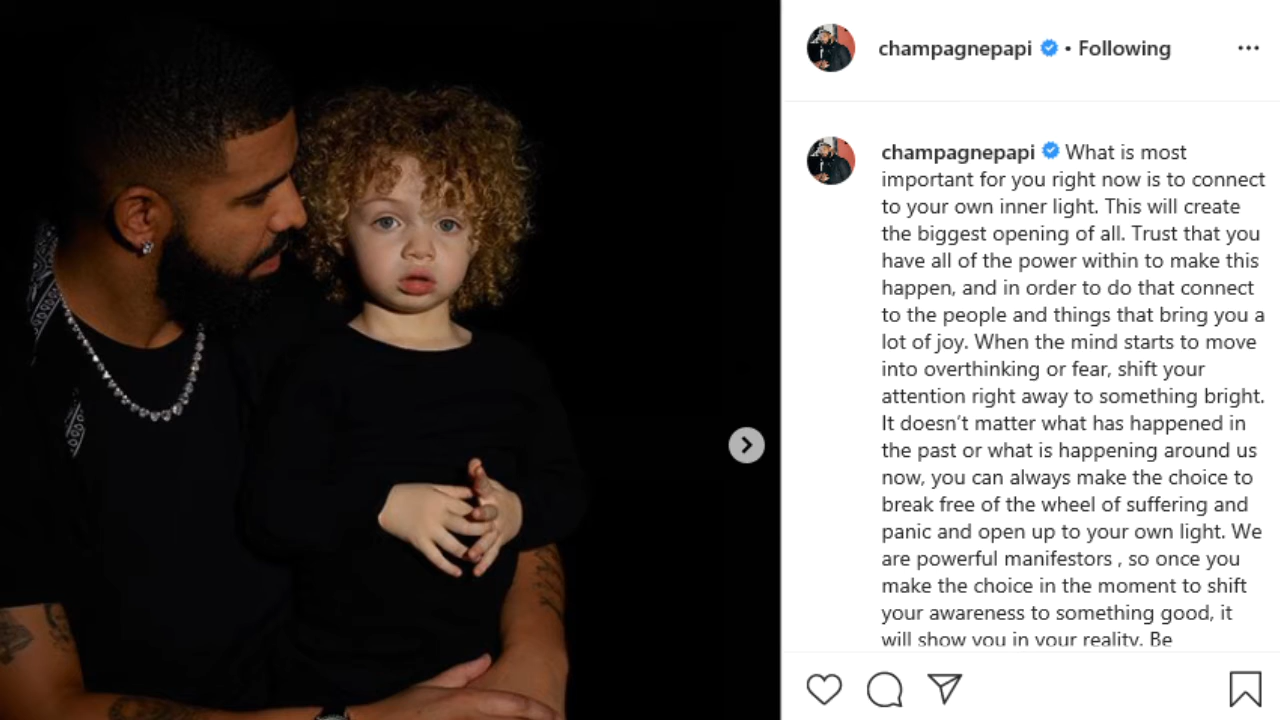 champagnepapi • Following
champagnepapi What is most
important for you right now is to connect
to your own inner light. This will create
the biggest opening of all. Trust that you
have all of the power within to make this
happen, and in order to do that connect
to the people and things that bring you a
lot of joy. When the mind starts to move
into overthinking or fear, shift your
attention right away to something bright.
It doesn’t matter what has happened in
the past or what is happening around us
now, you can always make the choice to
break free of the wheel of suffering and
panic and open up to your own light. We
are powerful manifestors , so once you
make the choice in the moment to shift
your awareness to something good, it
will show you in your reality. Be